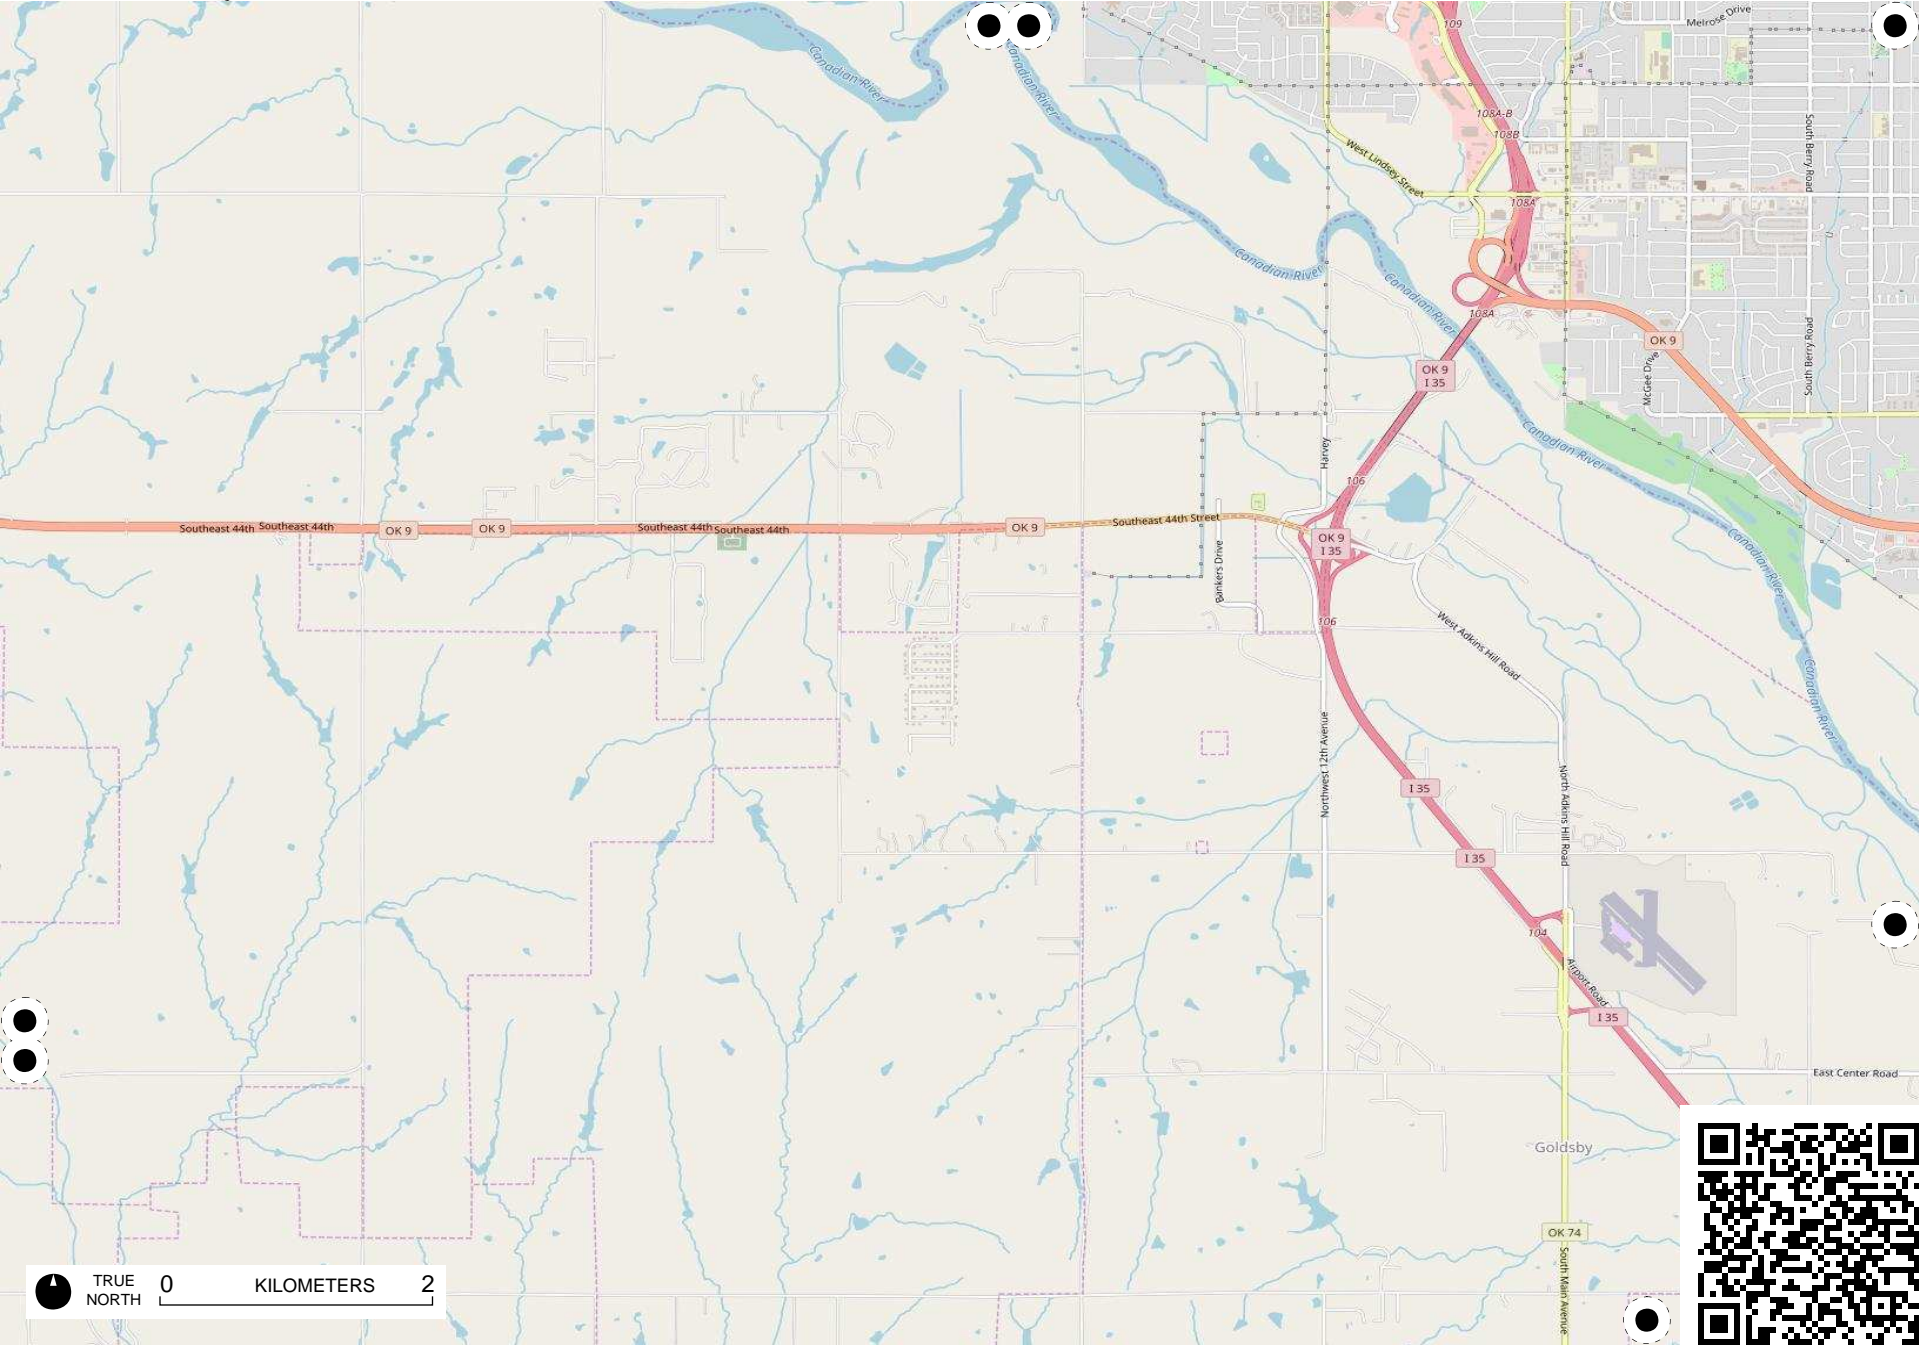 109
Melrose Drive
Canadian River
Canadian River
108A-B
108B
South Berry Road
West Lindsey Street
108A
Canadian River
Canadian River
108A
OK 9
South Berry Road
McGee Drive
OK 9
I 35
Canadian River
Harvey
106
Southeast 44th
Southeast 44th
OK 9
OK 9
Southeast 44th
Southeast 44th
OK 9
Southeast 44th Street
OK 9
I 35
Canadian River
Bankers Drive
106
West Adkins Hill Road
Canadian River
Northwest 12th Avenue
North Adkins Hill Road
I 35
I 35
104
Airport Road
I 35
East Center Road
Goldsby
OK 74
South Main Avenue
TRUE
NORTH
0
KILOMETERS
2